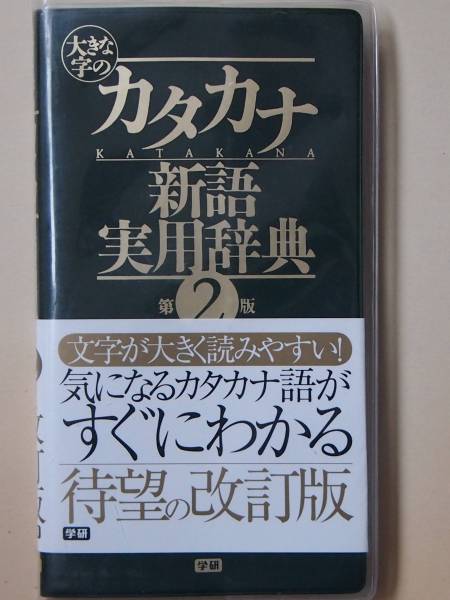 大きな
字の
カタカナ
KATAKANA
新語
実用辞典
第2版
文字が大きく読みやすい!
気になるカタカナ語が
すぐにわかる
待望の改訂版
学研
学研